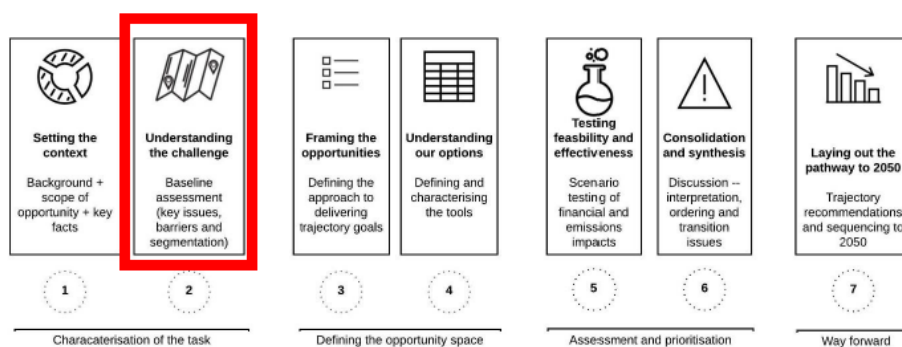 Setting the
context
Background +
scope of
opportunity + key
facts
Understanding
the challenge
Baseline
assessment
(key issues,
barriers and
segmentation)
Framing the
opportunities
Defining the
approach to
delivering
trajectory goals
Understanding
our options
Defining and
characterising
the tools
Testing
feasbility and
effectiveness
Scenario
testing of
financial and
emissions
impacts
Consolidation
and synthesis
Discussion --
interpretation,
ordering and
transition
issues
Laying out the
pathway to 2050
Trajectory
recommendations
and sequencing to
2050
1
2
3
4
5
6
7
Characaterisation of the task
Defining the opportunity space
Assessment and prioritisation
Way forward